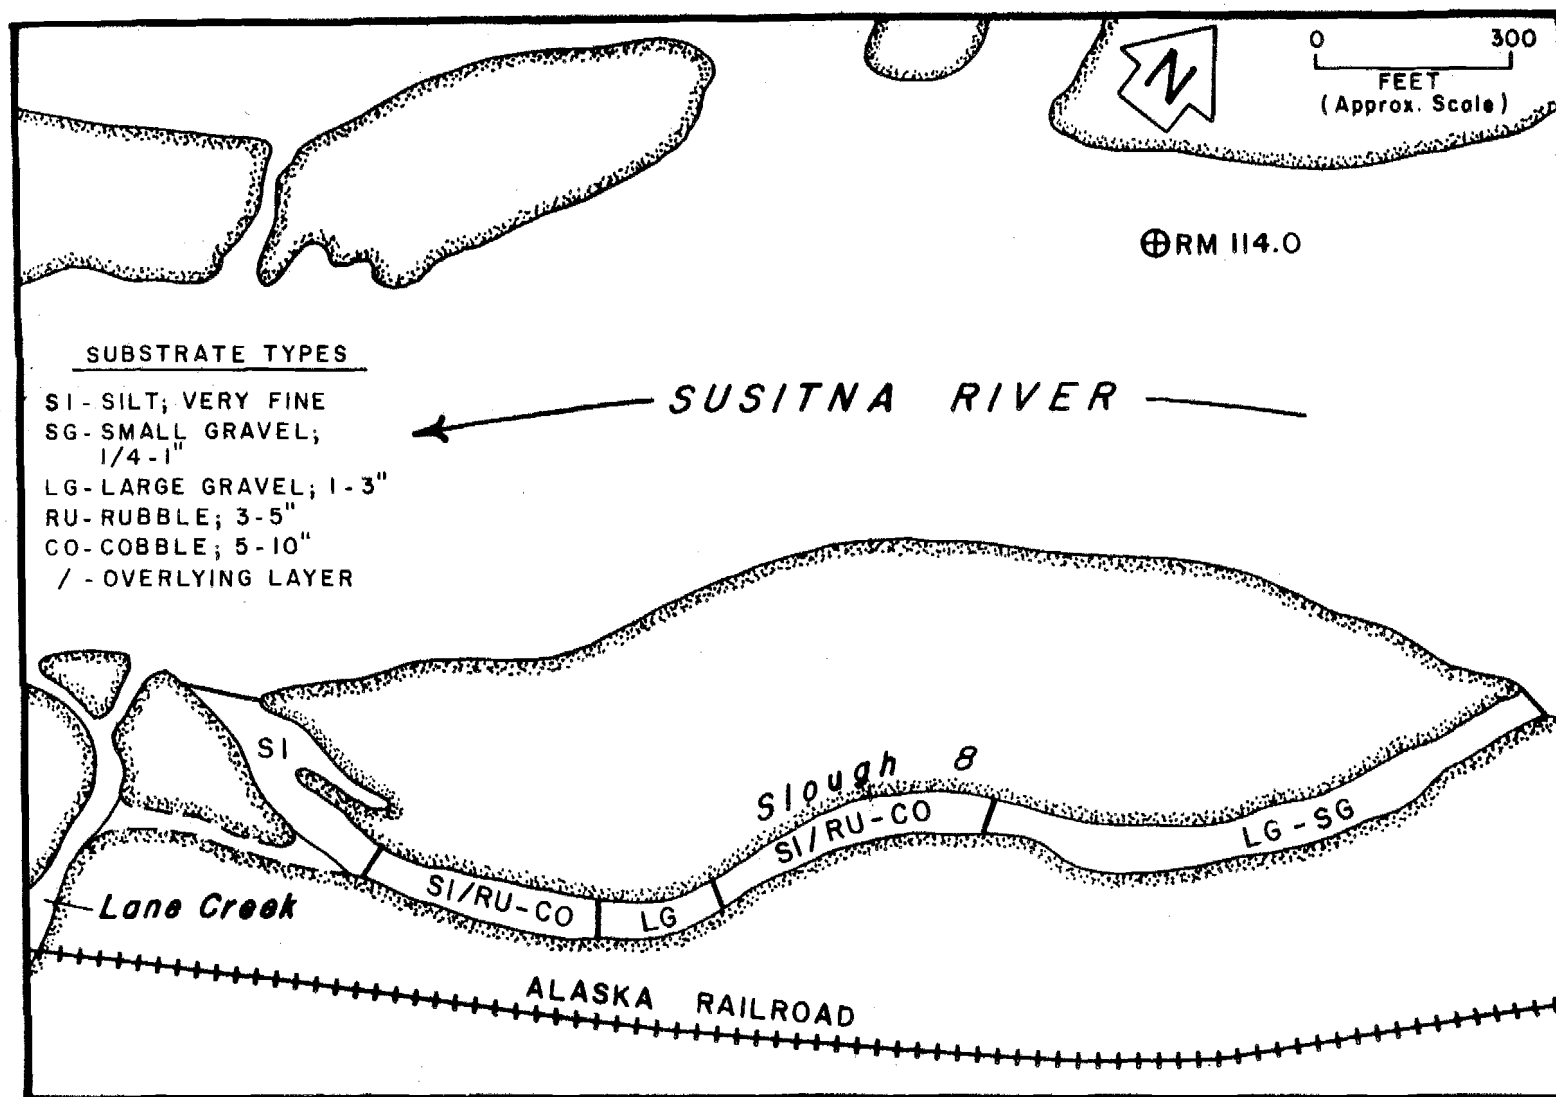 N
0 300
FEET
(Approx. Scale)
⊕RM 114.0
SUBSTRATE TYPES
SI-SILT; VERY FINE
SG-SMALL GRAVEL;
1/4-1"
LG-LARGE GRAVEL; 1-3"
RU-RUBBLE; 3-5"
CO-COBBLE; 5-10"
/ - OVERLYING LAYER
SUSITNA RIVER
SI
Slough 8
SI/RU-CO
LG
SI/RU-CO
LG-SG
Lane Creek
ALASKA RAILROAD